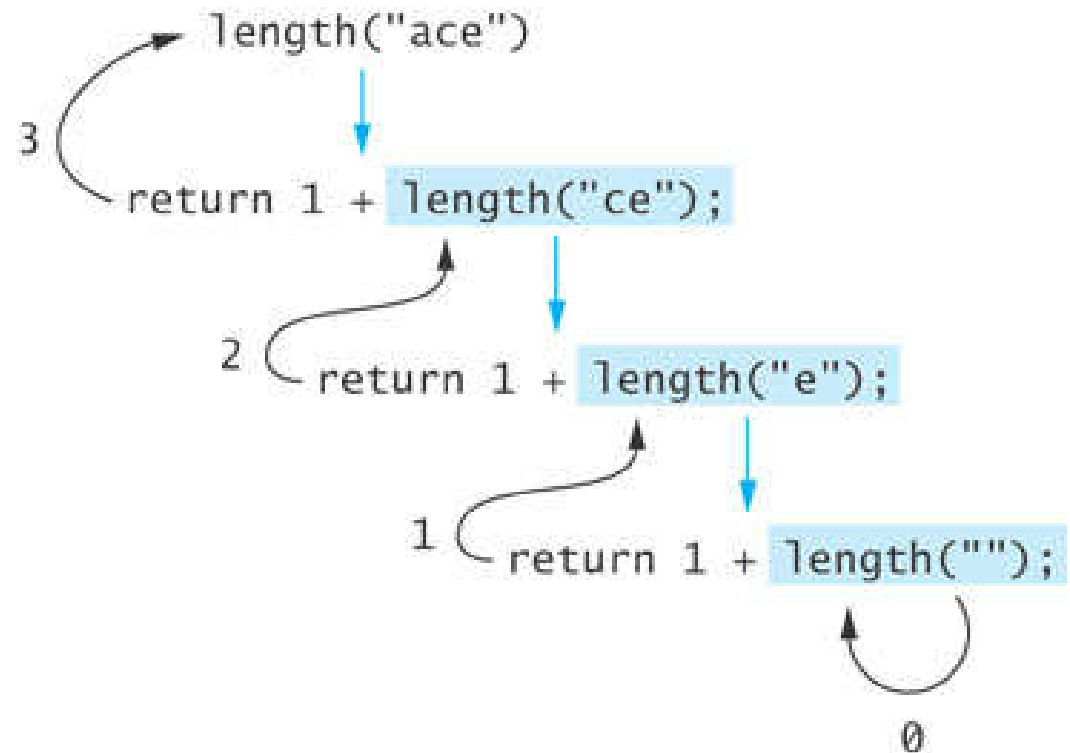 length("ace")
3
return 1 + length("ce");
2
return 1 + length("e");
1
return 1 + length("");
0